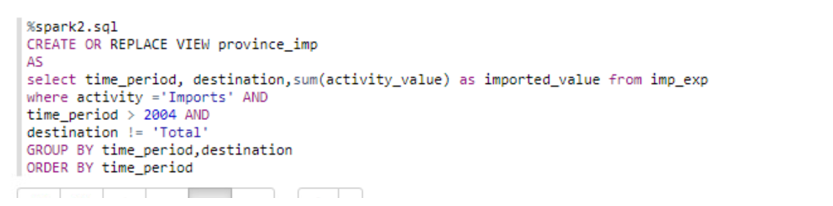 %spark2.sql
CREATE OR REPLACE VIEW province_imp
AS
select time_period, destination,sum(activity_value) as imported_value from imp_exp
where activity ='Imports' AND
time_period > 2004 AND
destination != 'Total'
GROUP BY time_period,destination
ORDER BY time_period